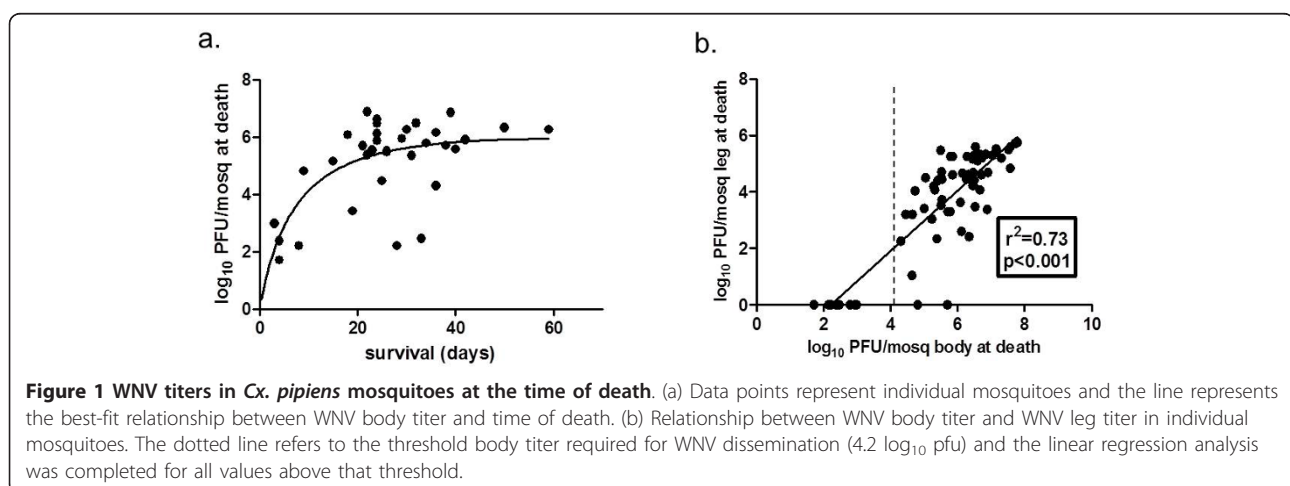 a.
b.
log10 PFU/mosq at death
8
6
4
2
0
0
20
40
60
survival (days)
log10 PFU/mosq leg at death
8
6
4
2
0
0
2
4
6
8
10
log10 PFU/mosq body at death
r²=0.73
p<0.001
Figure 1 WNV titers in Cx. pipiens mosquitoes at the time of death. (a) Data points represent individual mosquitoes and the line represents
the best-fit relationship between WNV body titer and time of death. (b) Relationship between WNV body titer and WNV leg titer in individual
mosquitoes. The dotted line refers to the threshold body titer required for WNV dissemination (4.2 log10 pfu) and the linear regression analysis
was completed for all values above that threshold.